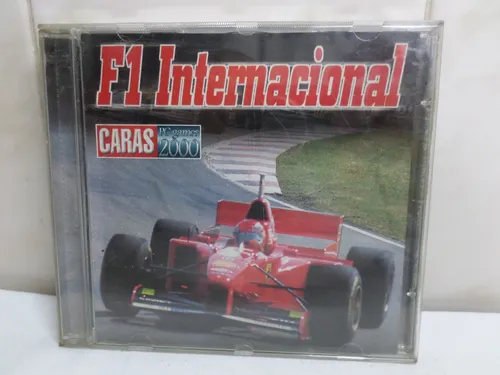 F1 Internacional
CARAS
PC games
2000